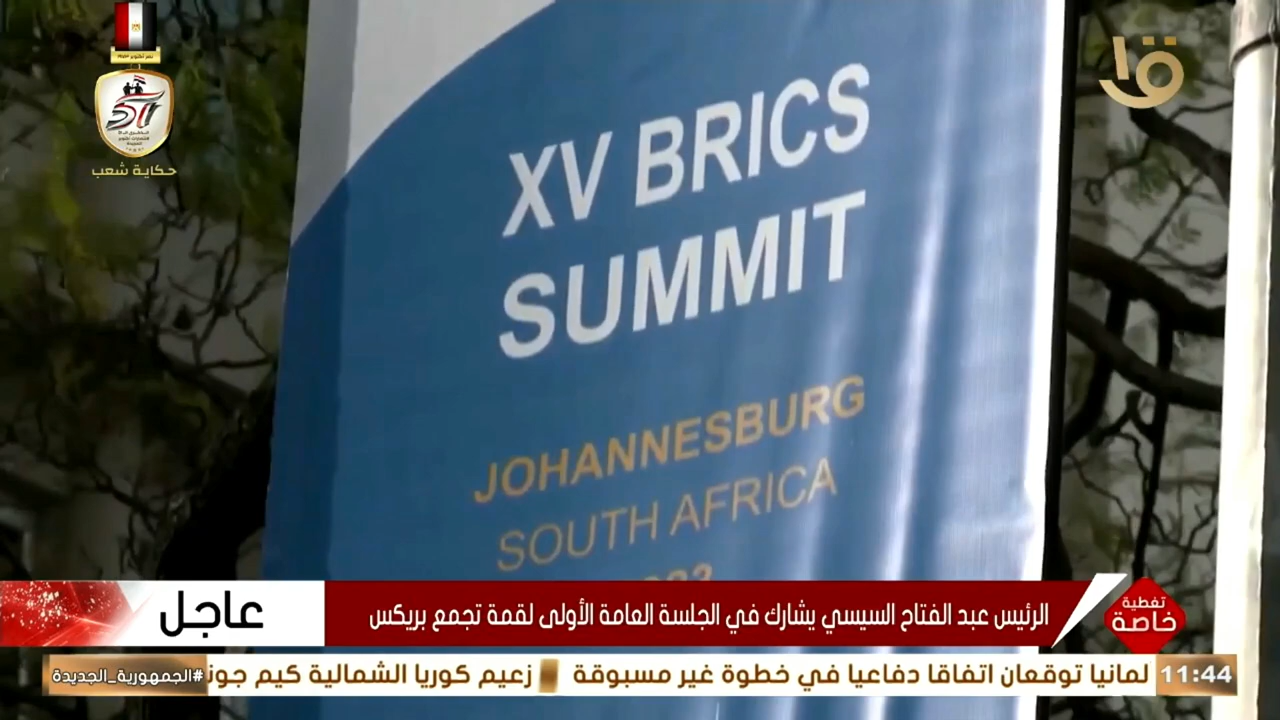 حكاية شعب
XV BRICS
SUMMIT
JOHANNESBURG
SOUTH AFRICA
تغطية
خاصة
الرئيس عبد الفتاح السيسي يشارك في الجلسة العامة الأولى لقمة تجمع بريكس
عاجل
11:44
لمانيا توقعان اتفاقا دفاعيا في خطوة غير مسبوقة
زعيم كوريا الشمالية كيم جونـ
#الجمهورية_الجديدة